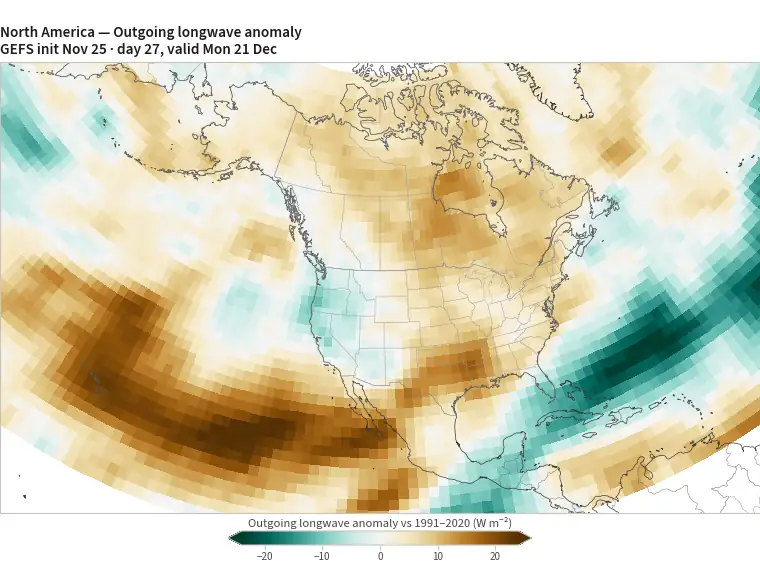 North America — Outgoing longwave anomaly
GEFS init Nov 25 · day 27, valid Mon 21 Dec
Outgoing longwave anomaly vs 1991–2020 (W m⁻²)
−20 −10 0 10 20